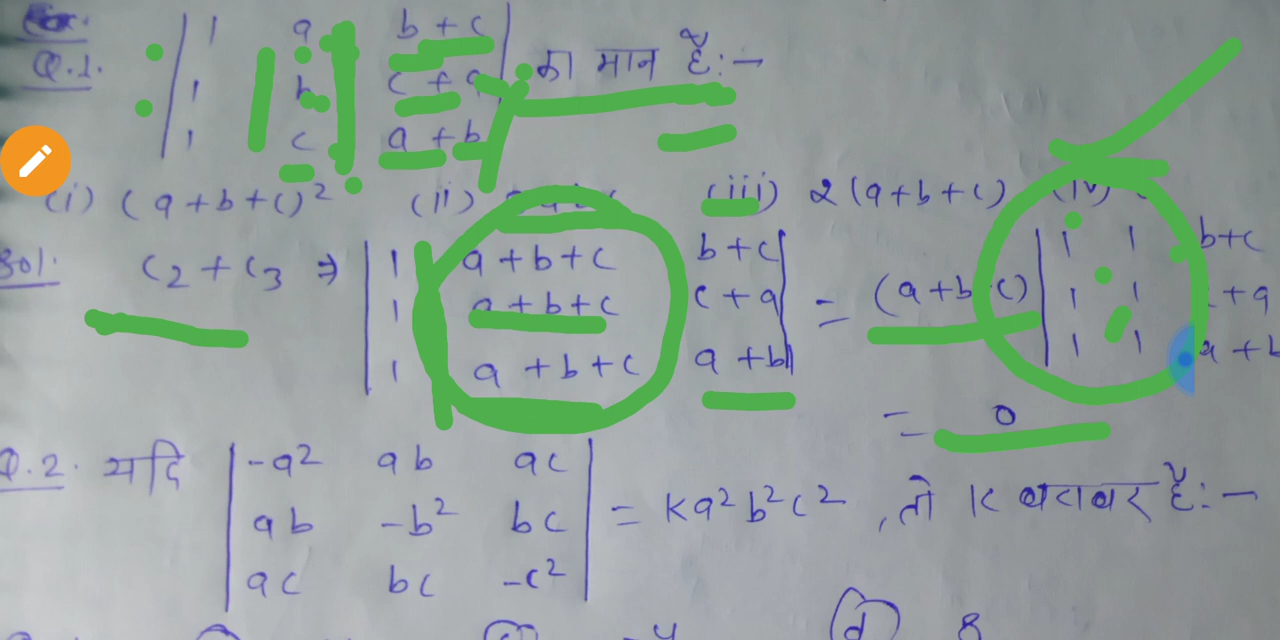 Q.1. | 1 a b+c |
| 1 b c+a | का मान है:-
| 1 c a+b |
(i) (a+b+c)² (ii) (iii) 2(a+b+c) (iv)
Sol. C₂+C₃ ⇒ | 1 a+b+c b+c | = (a+b+c) | 1 1 b+c
| 1 a+b+c c+a | | 1 1 c+a
| 1 a+b+c a+b | | 1 1 a+b
= 0
Q.2. यदि | -a² ab ac |
| ab -b² bc | = Ka²b²c², तो K बराबर है:-
| ac bc -c² |
-4 (d) 8